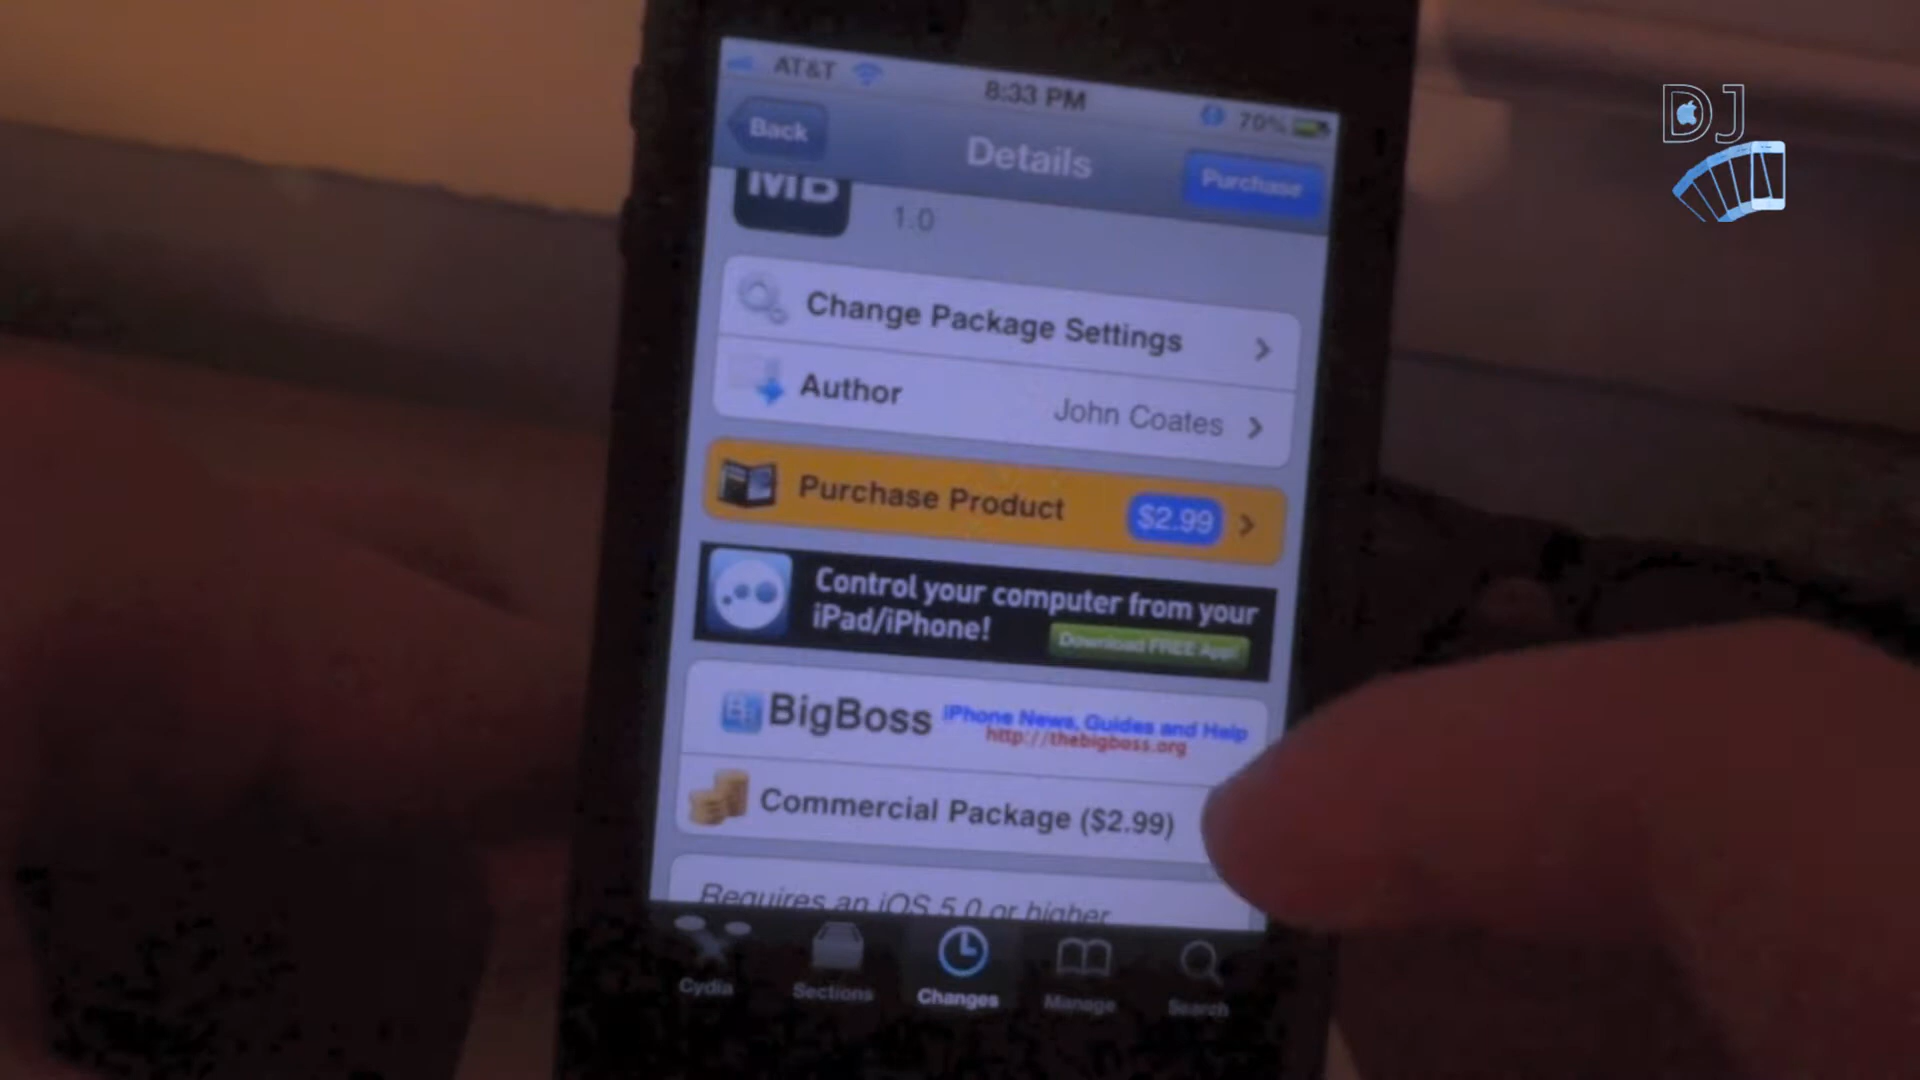 DJ
AT&T
8:33 PM
70%
Back
Details
Purchase
MB
1.0
Change Package Settings
Author
John Coates
Purchase Product
$2.99
Control your computer from your
iPad/iPhone!
Download FREE App!
BigBoss
iPhone News, Guides and Help
http://thebigboss.org
Commercial Package ($2.99)
Requires an iOS 5.0 or higher
Cydia
Sections
Changes
Manage
Search